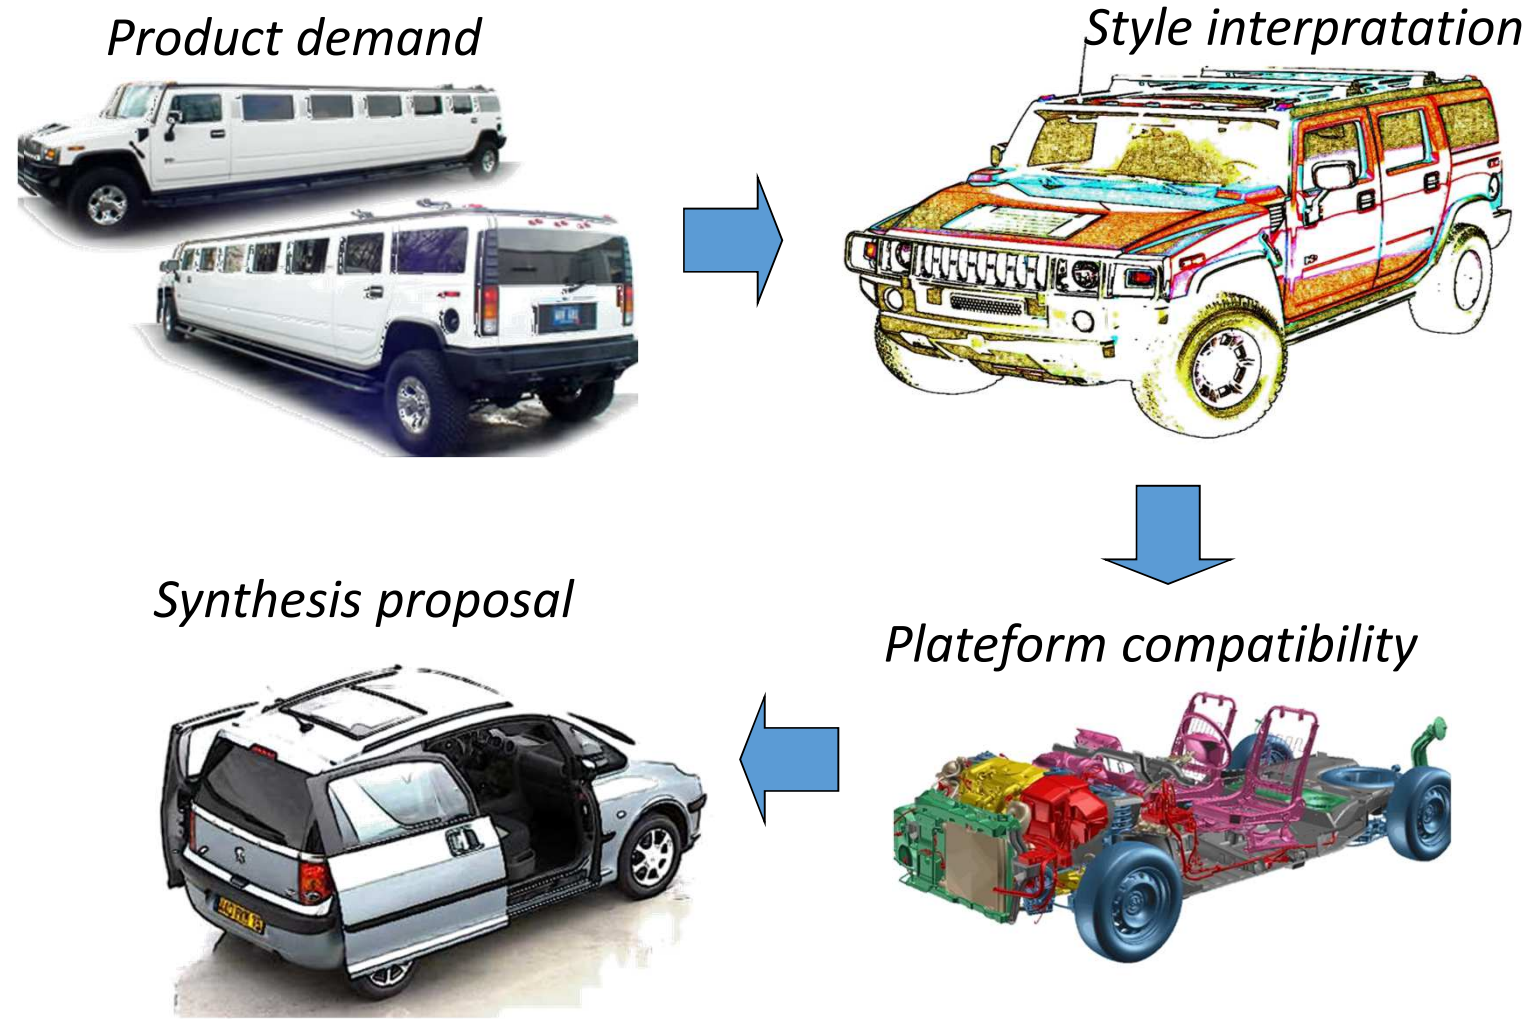 Product demand
Style interpratation
Plateform compatibility
Synthesis proposal